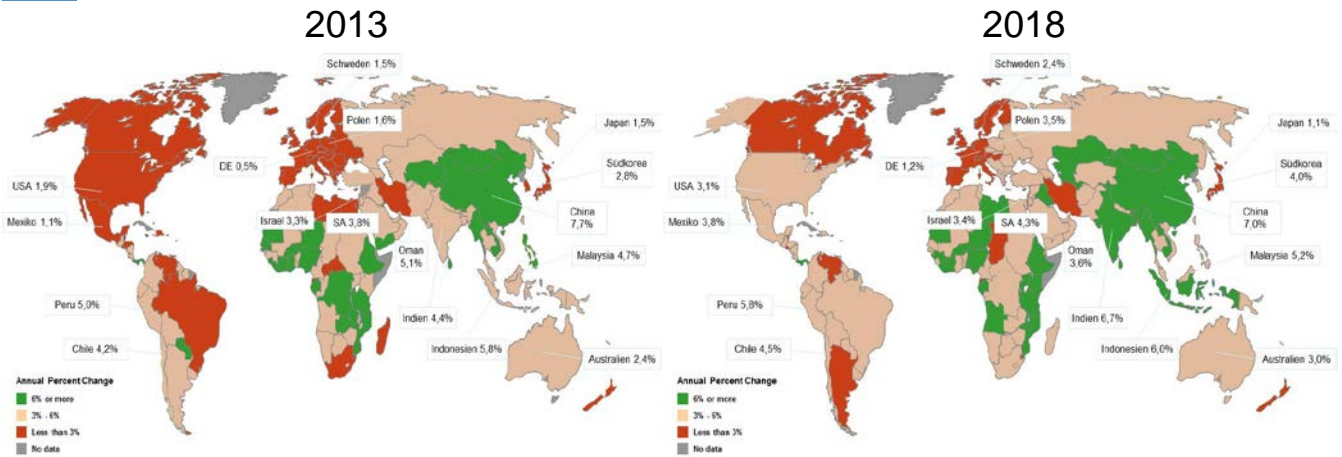 2013
Schweden 1,5%
Polen 1,6%
Japan 1,5%
DE 0,5%
Südkorea
2,8%
USA 1,9%
China
7,7%
Mexiko 1,1%
Israel 3,3%
SA 3,8%
Oman
5,1%
Malaysia 4,7%
Peru 5,0%
Indien 4,4%
Chile 4,2%
Indonesien 5,8%
Australien 2,4%
Annual Percent Change
6% or more
3% - 6%
Less than 3%
No data
2018
Schweden 2,4%
Polen 3,5%
Japan 1,1%
DE 1,2%
Südkorea
4,0%
USA 3,1%
China
7,0%
Mexiko 3,8%
Israel 3,4%
SA 4,3%
Oman
3,6%
Malaysia 5,2%
Peru 5,8%
Indien 6,7%
Chile 4,5%
Indonesien 6,0%
Australien 3,0%
Annual Percent Change
6% or more
3% - 6%
Less than 3%
No data